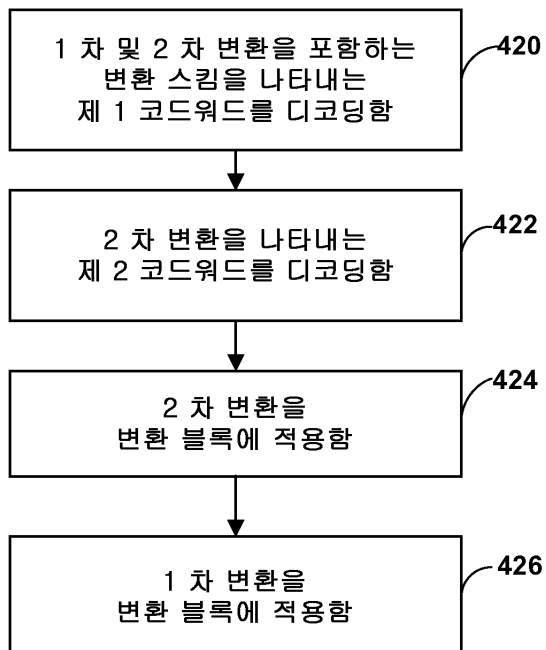 1 차 및 2 차 변환을 포함하는
변환 스킴을 나타내는
제 1 코드워드를 디코딩함
420
2 차 변환을 나타내는
제 2 코드워드를 디코딩함
422
2 차 변환을
변환 블록에 적용함
424
1 차 변환을
변환 블록에 적용함
426